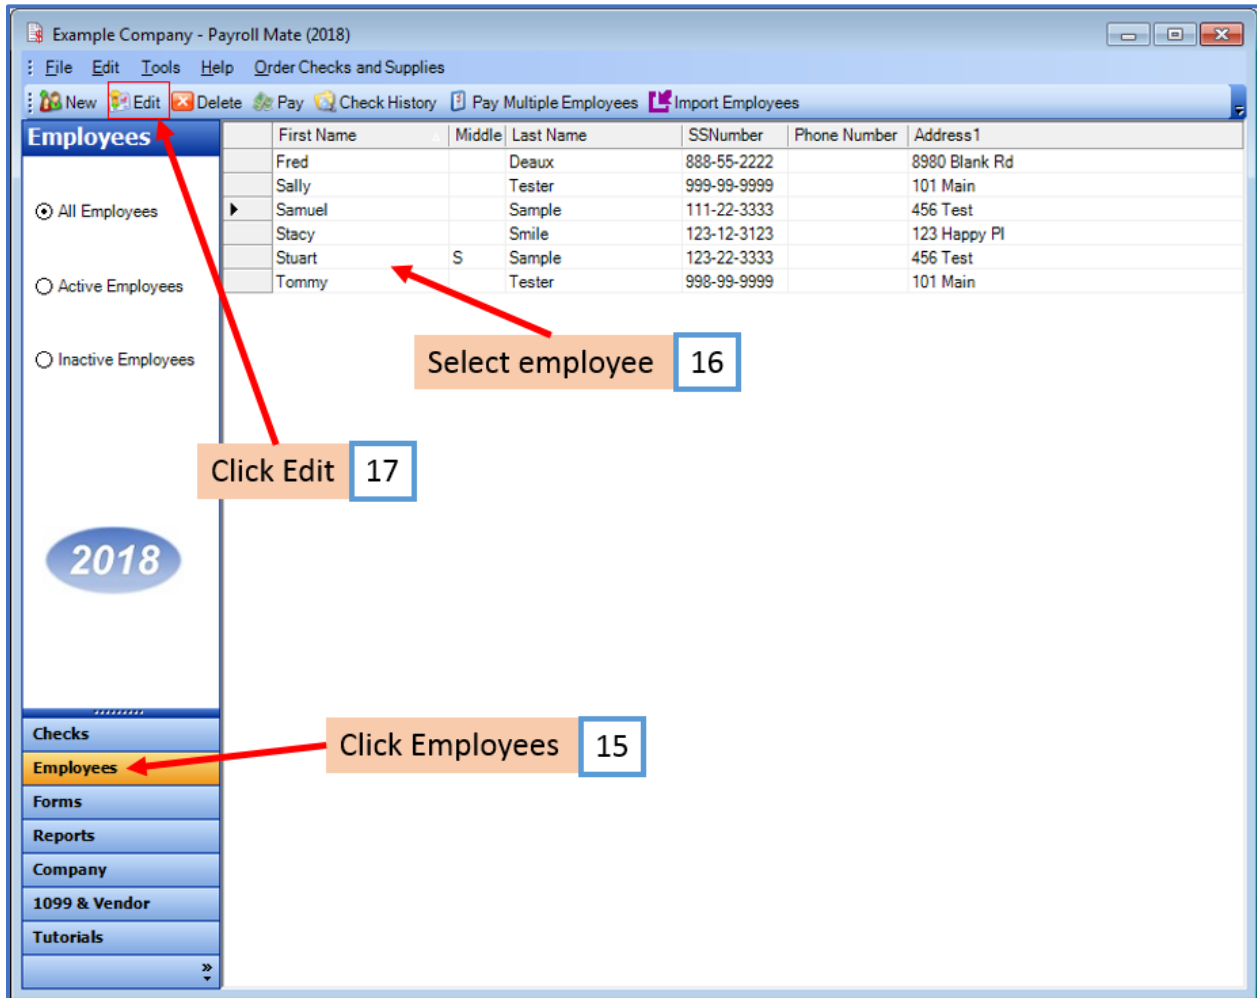 Example Company - Payroll Mate (2018)
File Edit Tools Help Order Checks and Supplies
New Edit Delete Pay Check History Pay Multiple Employees Import Employees
Employees
First Name Middle Last Name SSNumber Phone Number Address1
Fred Deaux 888-55-2222 8980 Blank Rd
Sally Tester 999-99-9999 101 Main
Samuel Sample 111-22-3333 456 Test
Stacy Smile 123-12-3123 123 Happy Pl
Stuart S Sample 123-22-3333 456 Test
Tommy Tester 998-99-9999 101 Main
All Employees
Active Employees
Inactive Employees
Select employee 16
Click Edit 17
2018
Click Employees 15
Checks
Employees
Forms
Reports
Company
1099 & Vendor
Tutorials